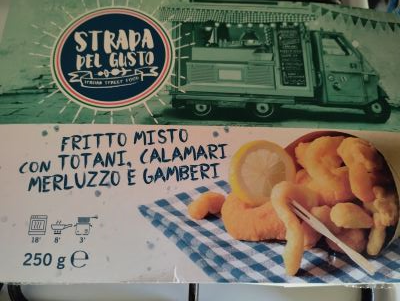 STRADA
DEL GUSTO
ITALIAN STREET FOOD
FRITTO MISTO
CON TOTANI, CALAMARI
MERLUZZO E GAMBERI
18' 8' 3'
250 g ℮